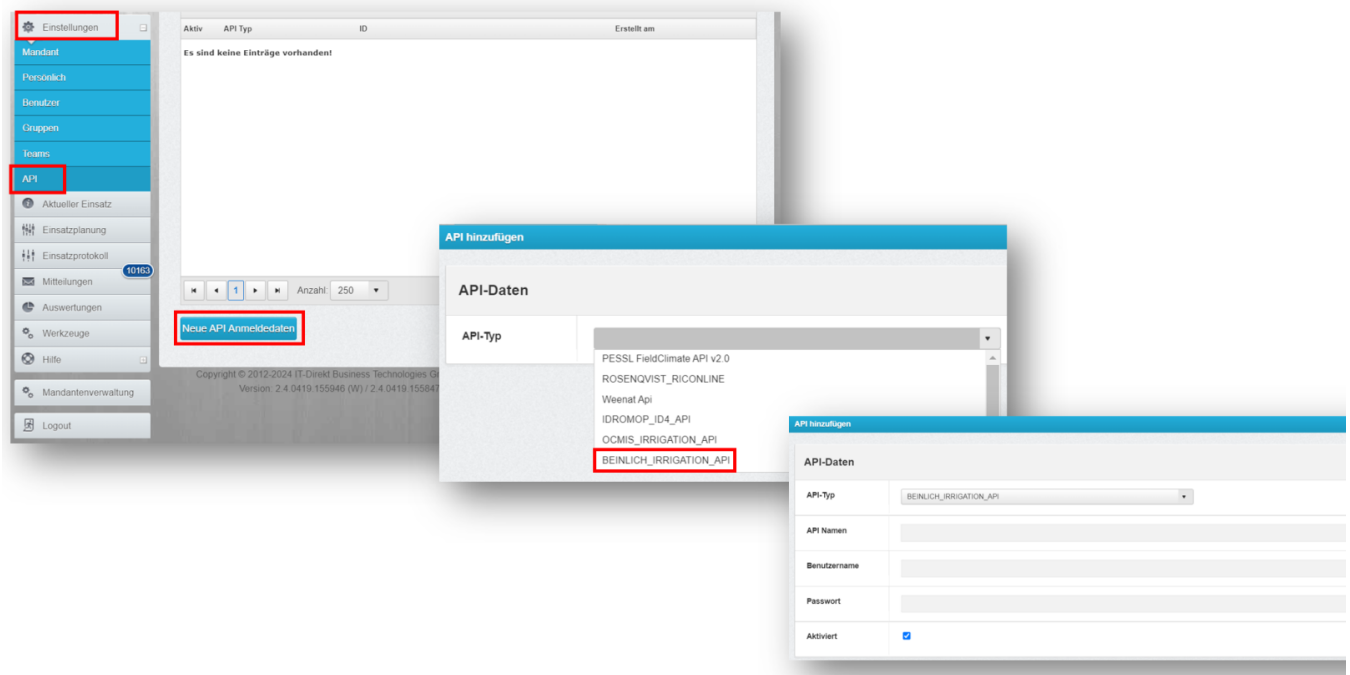 Einstellungen
Mandant
Persönlich
Benutzer
Gruppen
Teams
API
Aktueller Einsatz
Einsatzplanung
Einsatzprotokoll
10163
Mitteilungen
Auswertungen
Werkzeuge
Hilfe
Mandantenverwaltung
Logout
Aktiv API Typ ID Erstellt am
Es sind keine Einträge vorhanden!
1 Anzahl: 250
Neue API Anmeldedaten
Copyright © 2012-2024 IT-Direkt Business Technologies
Version: 2.4.0419.155946 (W) / 2.4.0419.155847
API hinzufügen
API-Daten
API-Typ
PESSL FieldClimate API v2.0
ROSENQVIST_RICONLINE
Weenat Api
IDROMOP_ID4_API
OCMIS_IRRIGATION_API
BEINLICH_IRRIGATION_API
API hinzufügen
API-Daten
API-Typ BEINLICH_IRRIGATION_API
API Namen
Benutzername
Passwort
Aktiviert